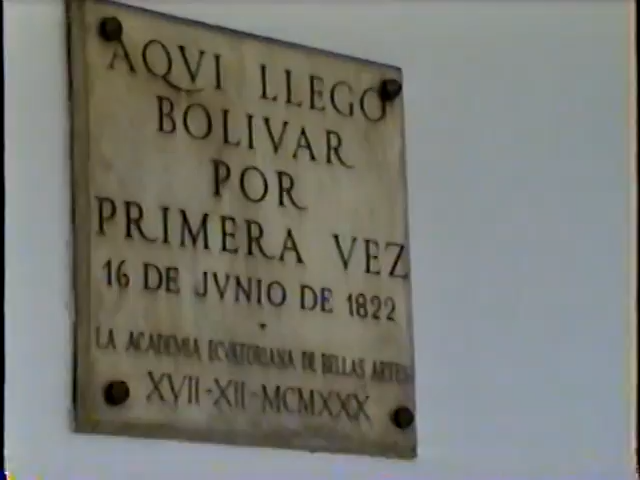 AQVI LLEGO
BOLIVAR
POR
PRIMERA VEZ
16 DE JVNIO DE 1822
LA ACADEMIA ECVATORIANA DE BELLAS ARTES
XVII-XII-MCMXXX